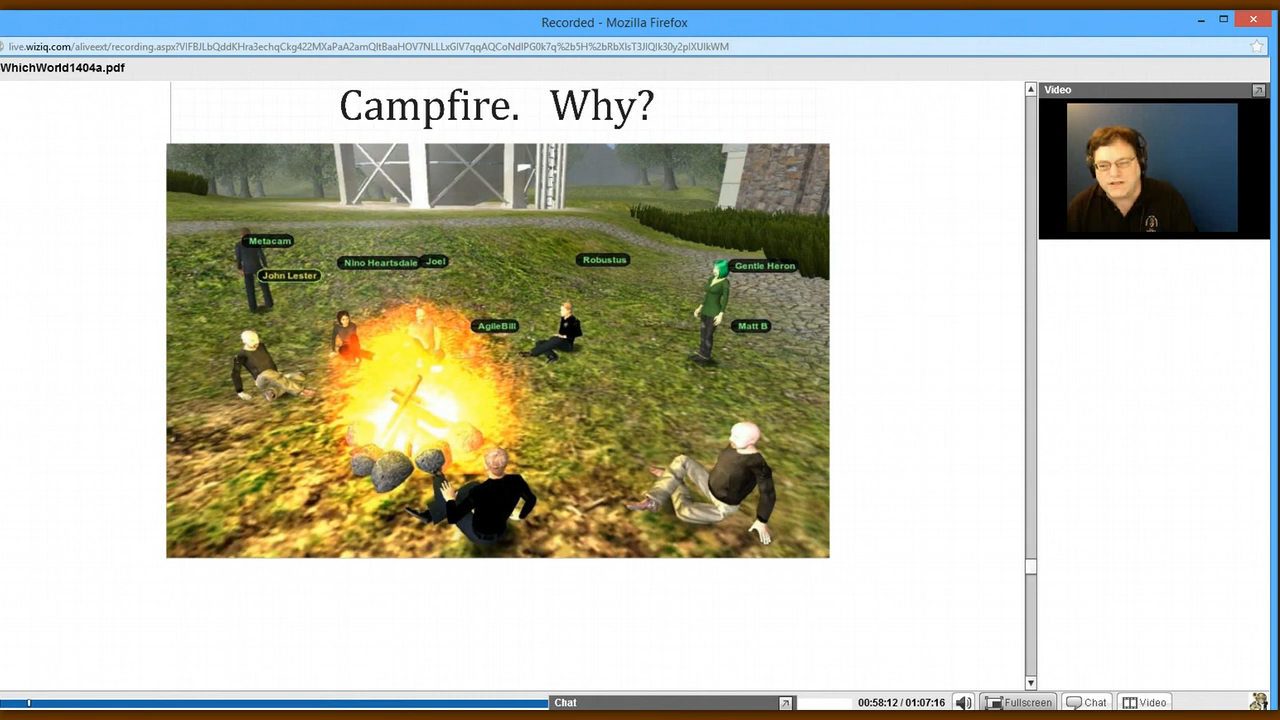 Recorded - Mozilla Firefox
WhichWorld1404a.pdf
Campfire. Why?
Video
Metacam
John Lester
Nino Heartsdale
Joe!
Robustus
Gentle Heron
AgileBill
Matt B
Chat
00:58:12 / 01:07:16
Fullscreen
Chat
Video